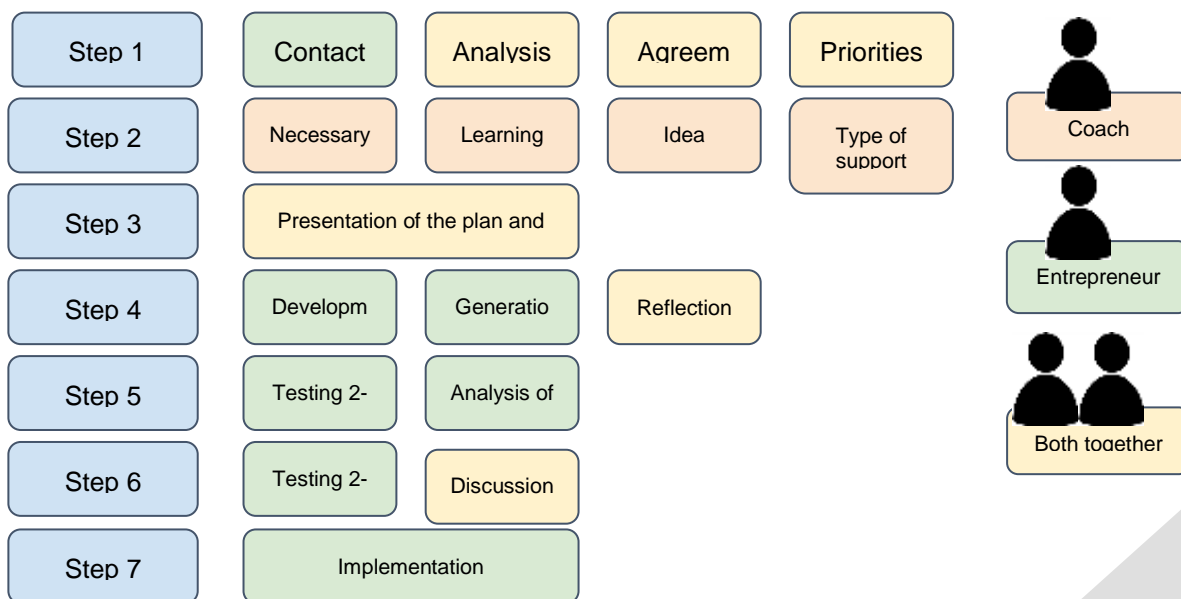 Step 1
Contact
Analysis
Agreem
Priorities
Coach
Step 2
Necessary
Learning
Idea
Type of
support
Step 3
Presentation of the plan and
Entrepreneur
Step 4
Developm
Generatio
Reflection
Step 5
Testing 2-
Analysis of
Both together
Step 6
Testing 2-
Discussion
Step 7
Implementation